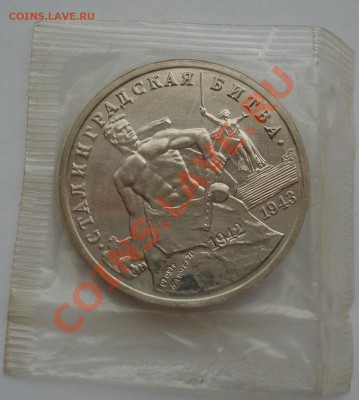 COINS.LAVE.RU
•СТАЛИНГРАДСКАЯ БИТВА•
1942
1943
COINS.LAVE.RU